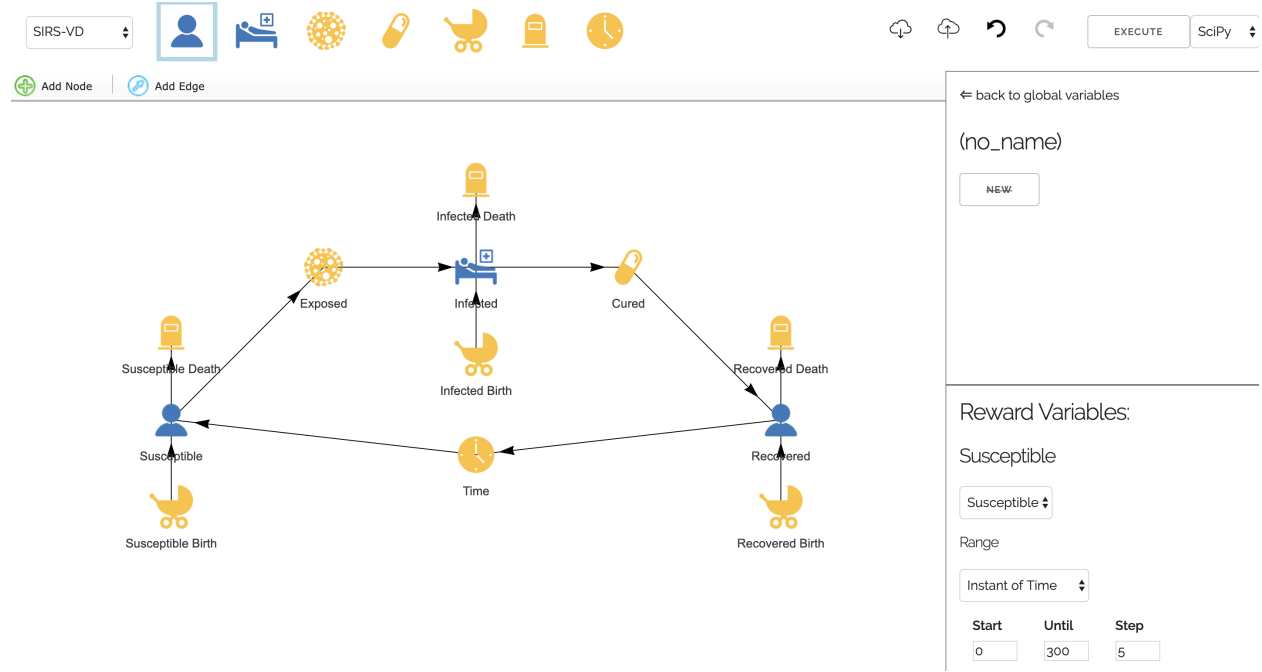 SIRS-VD
EXECUTE
SciPy
Add Node
Add Edge
⇐ back to global variables
(no_name)
NEW
Infected Death
Exposed
Infected
Cured
Susceptible Death
Recovered Death
Infected Birth
Susceptible
Recovered
Time
Susceptible Birth
Recovered Birth
Reward Variables:
Susceptible
Susceptible
Range
Instant of Time
Start Until Step
0 300 5